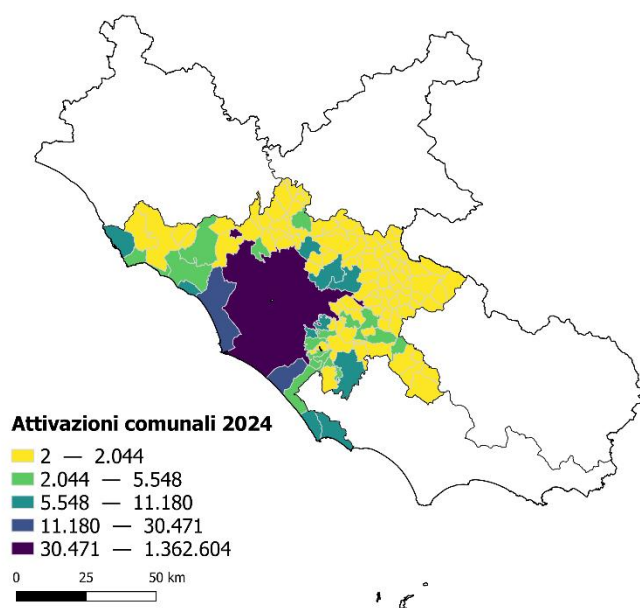 Attivazioni comunali 2024
2 — 2.044
2.044 — 5.548
5.548 — 11.180
11.180 — 30.471
30.471 — 1.362.604
0 25 50 km